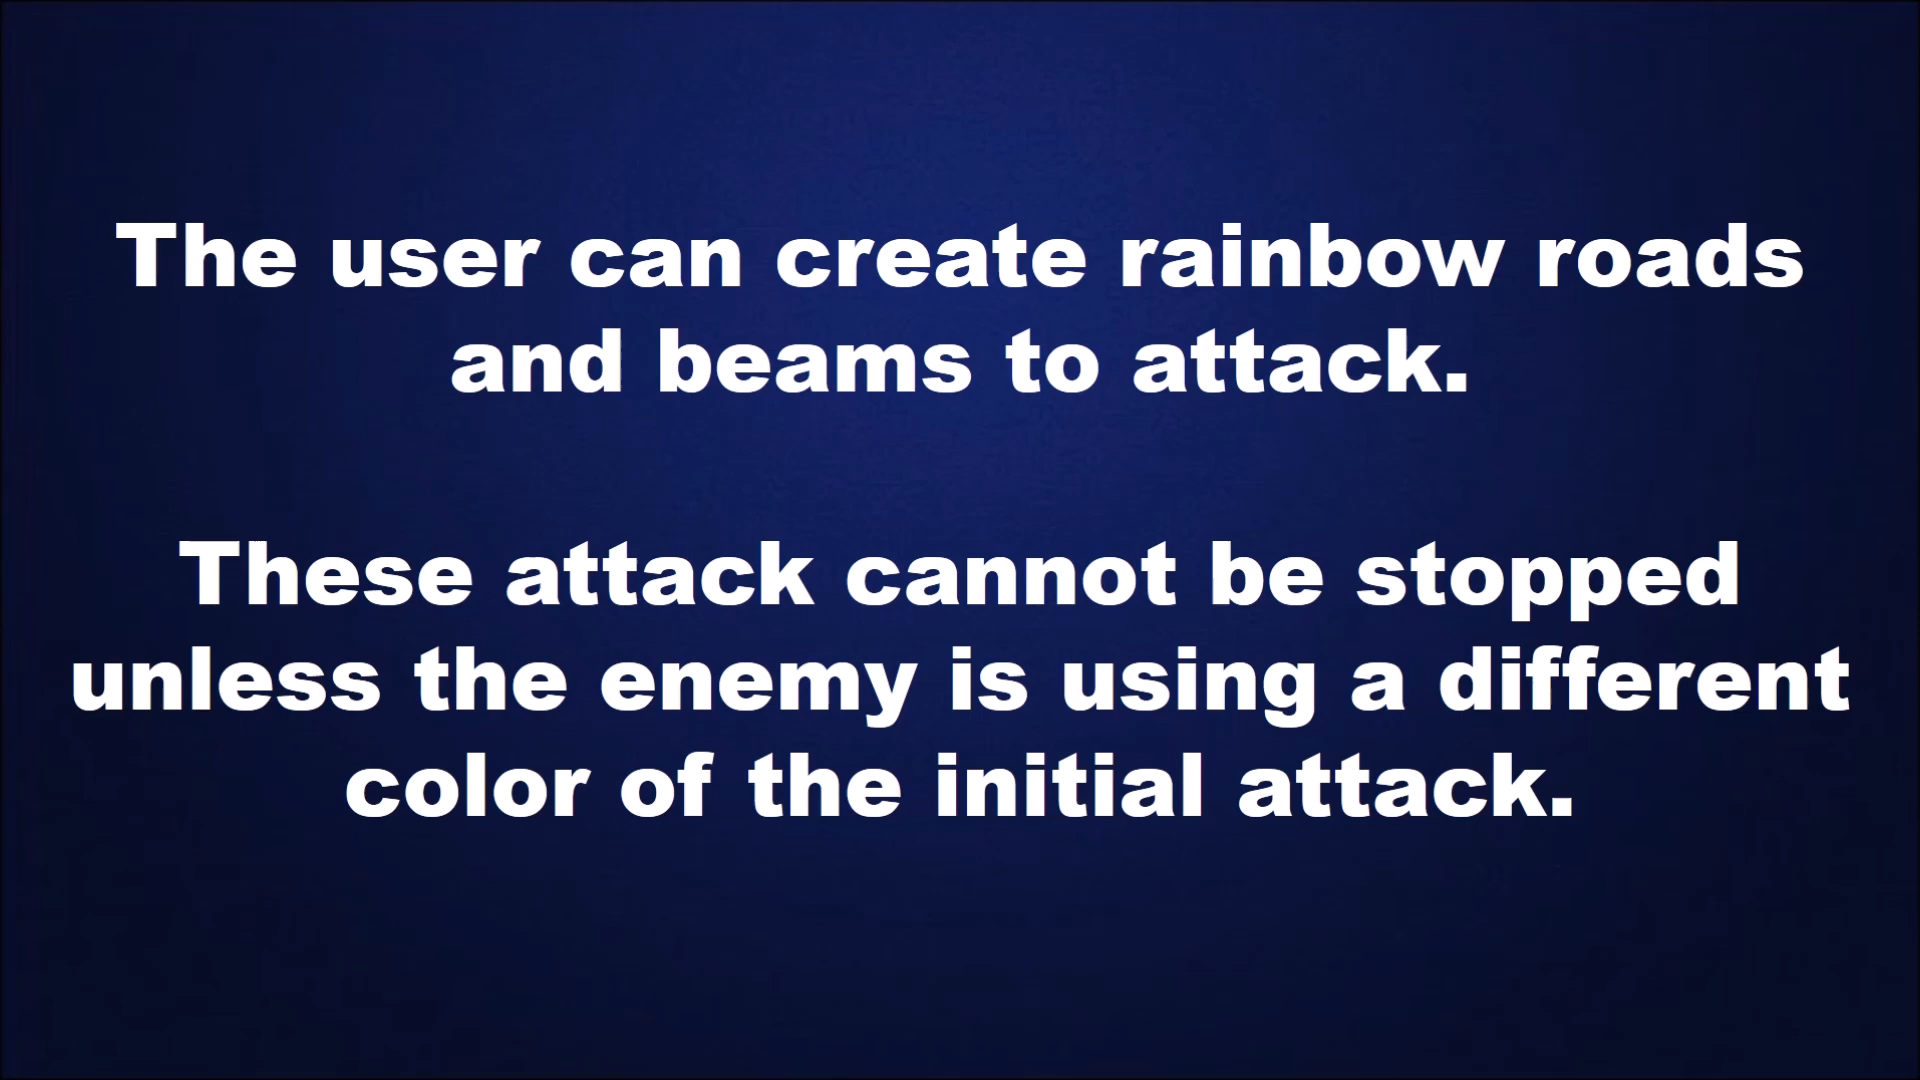 The user can create rainbow roads
and beams to attack.
These attack cannot be stopped
unless the enemy is using a different
color of the initial attack.